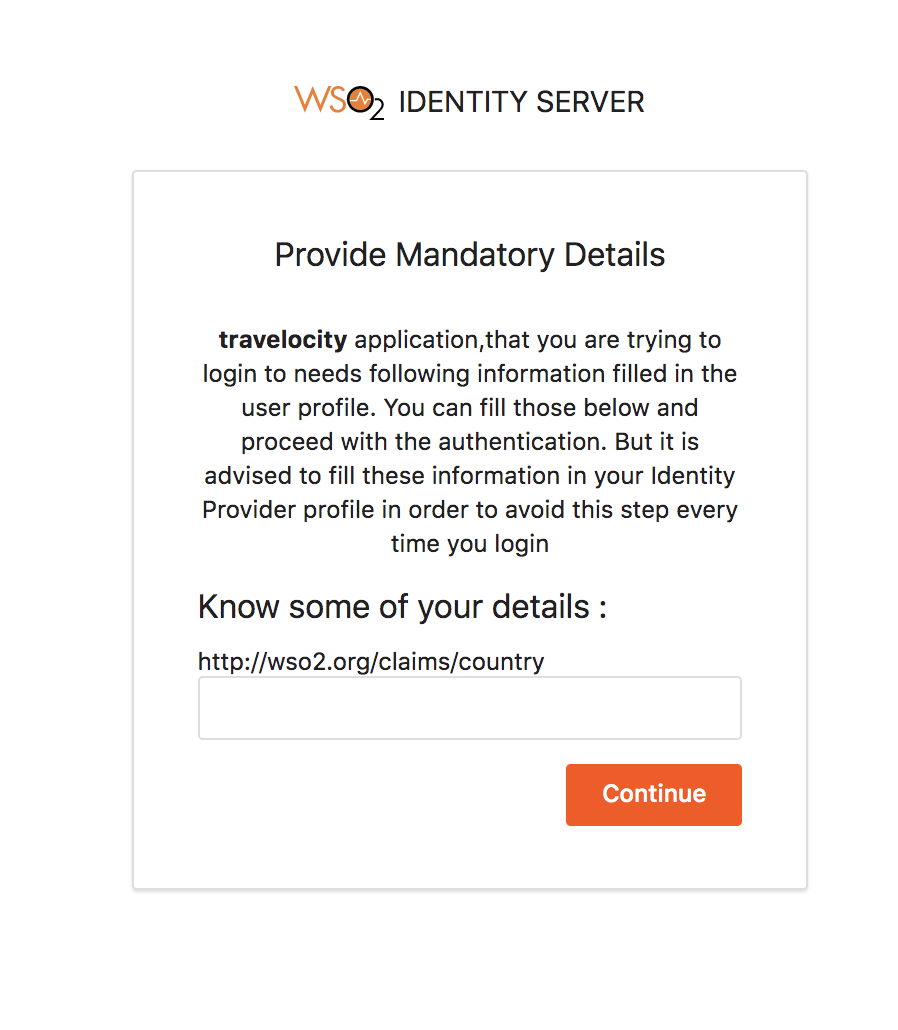 WSO2 IDENTITY SERVER
Provide Mandatory Details
travelocity application,that you are trying to
login to needs following information filled in the
user profile. You can fill those below and
proceed with the authentication. But it is
advised to fill these information in your Identity
Provider profile in order to avoid this step every
time you login
Know some of your details :
http://wso2.org/claims/country
Continue